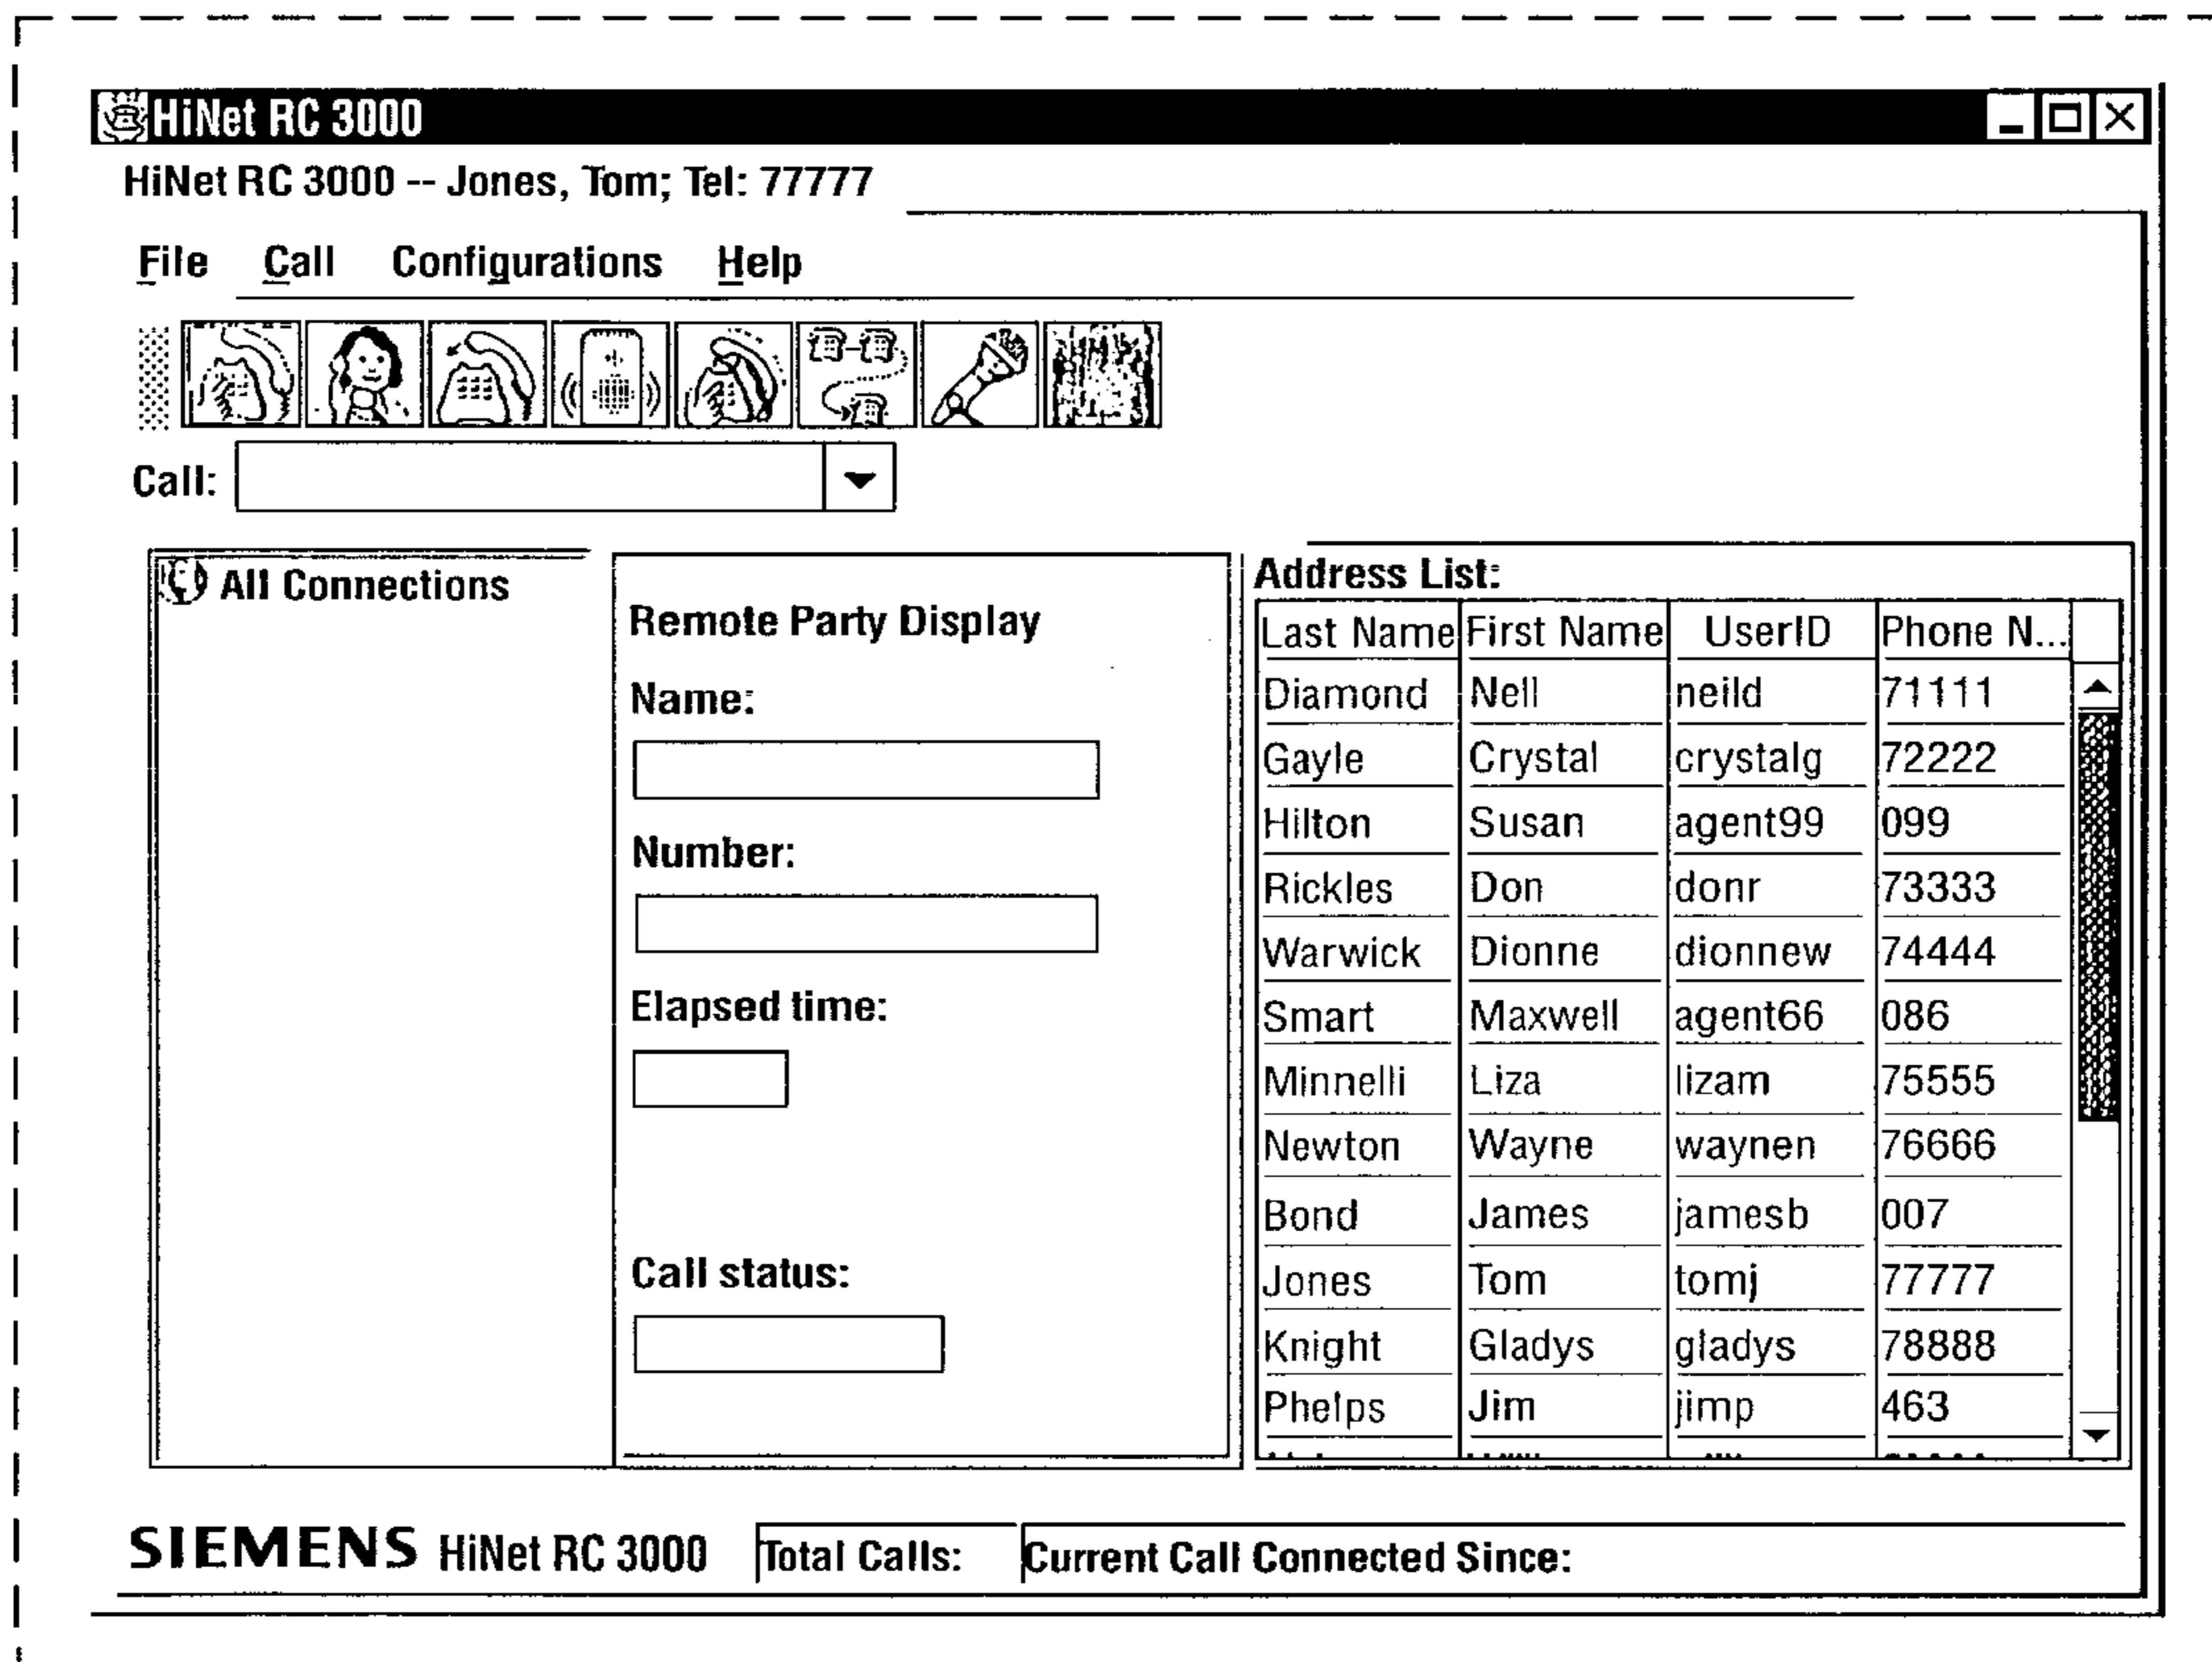 HiNet RC 3000
HiNet RC 3000 -- Jones, Tom; Tel: 77777
File Call Configurations Help
Call:
All Connections
Remote Party Display
Name:
Number:
Elapsed time:
Call status:
Address List:
Last Name First Name UserID Phone N...
Diamond Nell neild 71111
Gayle Crystal crystalg 72222
Hilton Susan agent99 099
Rickles Don donr 73333
Warwick Dionne dionnew 74444
Smart Maxwell agent66 086
Minnelli Liza lizam 75555
Newton Wayne waynen 76666
Bond James jamesb 007
Jones Tom tomj 77777
Knight Gladys gladys 78888
Phelps Jim jimp 463
SIEMENS HiNet RC 3000 Total Calls: Current Call Connected Since: